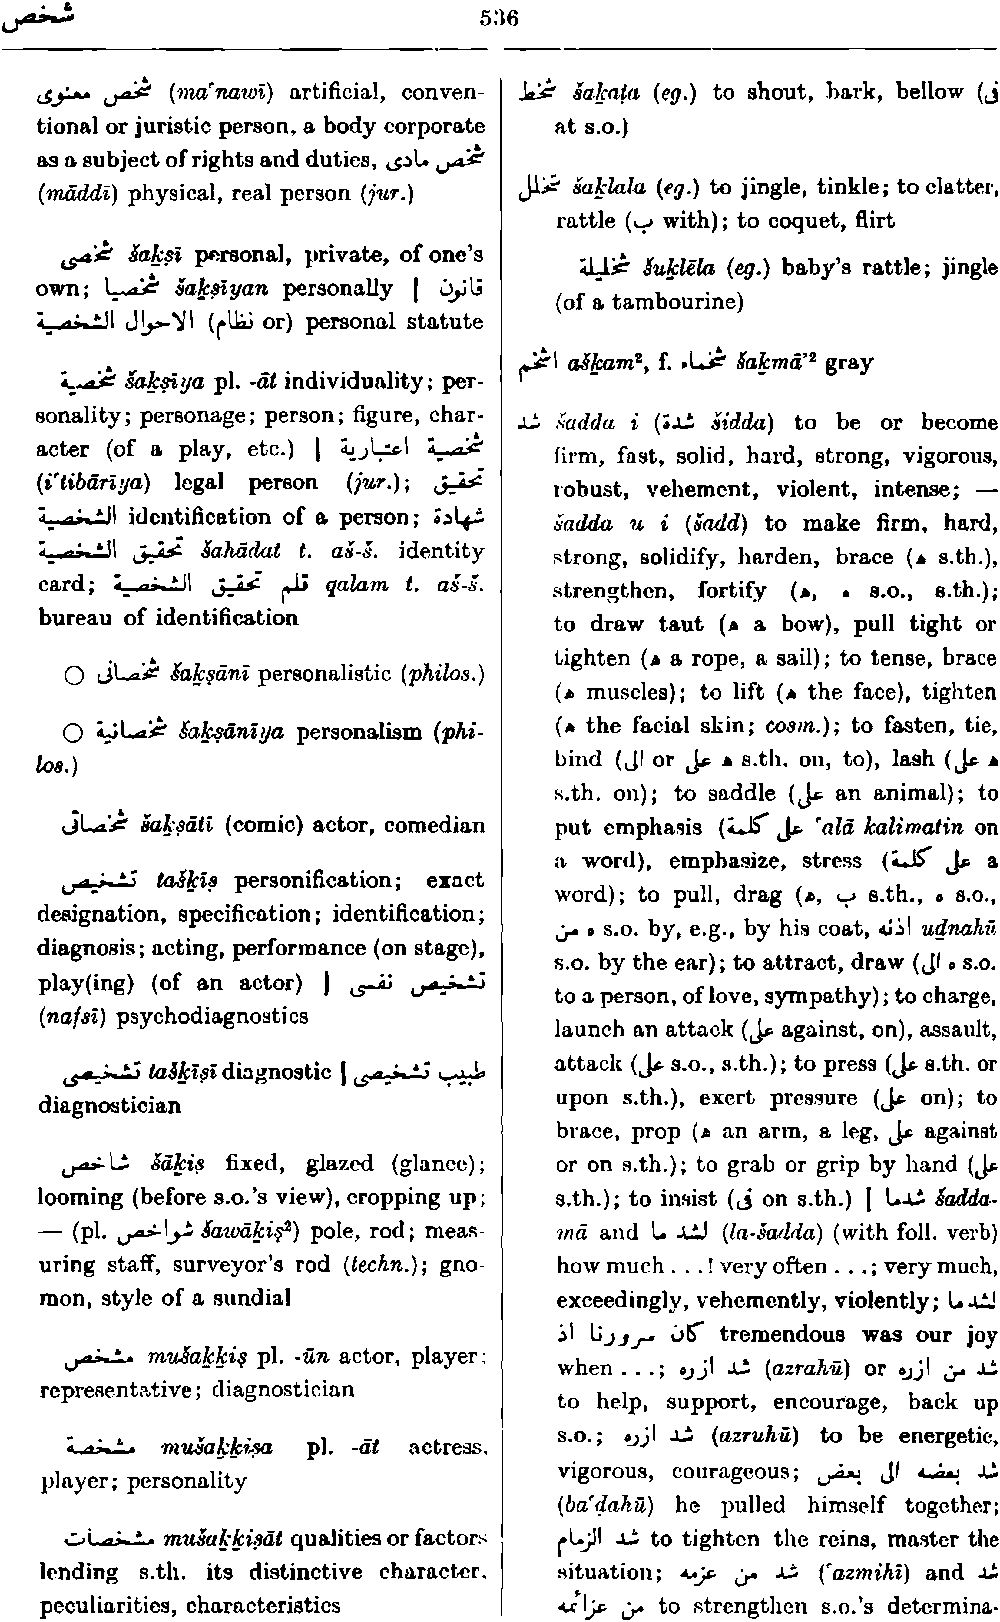 شخص
536
شخص معنوى (ma‘nawī) artificial, conven-
tional or juristic person, a body corporate
as a subject of rights and duties, شخص مادى
(māddī) physical, real person (jur.)
شخصى šaḵṣī personal, private, of one’s
own; شخصيا šaḵṣīyan personally | قانون
الاحوال الشخصية (نظام or) personal statute
شخصية šaḵṣīya pl. -āt individuality; per-
sonality; personage; person; figure, char-
acter (of a play, etc.) | شخصية اعتبارية
(i‘tibārīya) legal person (jur.); تحقيق
الشخصية identification of a person; شهادة
تحقيق الشخصية šahādat t. aš-š. identity
card; قلم تحقيق الشخصية qalam t. aš-š.
bureau of identification
○ شخصانى šaḵṣānī personalistic (philos.)
○ شخصانية šaḵṣānīya personalism (phi-
los.)
شخصاتى šaḵṣātī (comic) actor, comedian
تشخيص tašḵīṣ personification; exact
designation, specification; identification;
diagnosis; acting, performance (on stage),
play(ing) (of an actor) | تشخيص نفسى
(nafsī) psychodiagnostics
تشخيصى tašḵīṣī diagnostic | طبيب تشخيصى
diagnostician
شاخص šāḵiṣ fixed, glazed (glance);
looming (before s.o.’s view), cropping up;
— (pl. شواخص šawāḵiṣ²) pole, rod; meas-
uring staff, surveyor’s rod (techn.); gno-
mon, style of a sundial
مشخص mušaḵḵiṣ pl. -ūn actor, player;
representative; diagnostician
مشخصة mušaḵḵiṣa pl. -āt actress,
player; personality
مشخصات mušaḵḵiṣāt qualities or factors
lending s.th. its distinctive character,
peculiarities, characteristics
شخط šaḵaṭa (eg.) to shout, bark, bellow (فى
at s.o.)
شخلل šaḵlala (eg.) to jingle, tinkle; to clatter,
rattle (ب with); to coquet, flirt
شخليلة šuḵlēla (eg.) baby’s rattle; jingle
(of a tambourine)
اشخم ašḵam², f. شخماء šaḵmā’² gray
شد šadda i (شدة šidda) to be or become
firm, fast, solid, hard, strong, vigorous,
robust, vehement, violent, intense; —
šadda u i (šadd) to make firm, hard,
strong, solidify, harden, brace (ه s.th.),
strengthen, fortify (ه, ه s.o., s.th.);
to draw taut (ه a bow), pull tight or
tighten (ه a rope, a sail); to tense, brace
(ه muscles); to lift (ه the face), tighten
(ه the facial skin; cosm.); to fasten, tie,
bind (الى or على ه s.th. on, to), lash (ه على
s.th. on); to saddle (على an animal); to
put emphasis (على كلمة ‘alā kalimatin on
a word), emphasize, stress (على كلمة a
word); to pull, drag (ه, ب s.th., ه s.o.,
ه من s.o. by, e.g., by his coat, اذنه uḏnahū
s.o. by the ear); to attract, draw (ه الى s.o.
to a person, of love, sympathy); to charge,
launch an attack (على against, on), assault,
attack (على s.o., s.th.); to press (على s.th. or
upon s.th.), exert pressure (على on); to
brace, prop (ه an arm, a leg, على against
or on s.th.); to grab or grip by hand (على
s.th.); to insist (فى on s.th.) | شدما šadda-
mā and لشد ما (la-šadda) (with foll. verb)
how much . . .! very often . . .; very much,
exceedingly, vehemently, violently; لشدما
كان سرورنا اذ tremendous was our joy
when . . .; شد ازره (azrahū) or شد من ازره
to help, support, encourage, back up
s.o.; شد ازره (azruhū) to be energetic,
vigorous, courageous; شد بعضه الى بعض
(ba‘ḍahū) he pulled himself together;
شد الزمام to tighten the reins, master the
situation; شد من عزمه (‘azmihī) and شد
من عزائمه to strengthen s.o.’s determina-